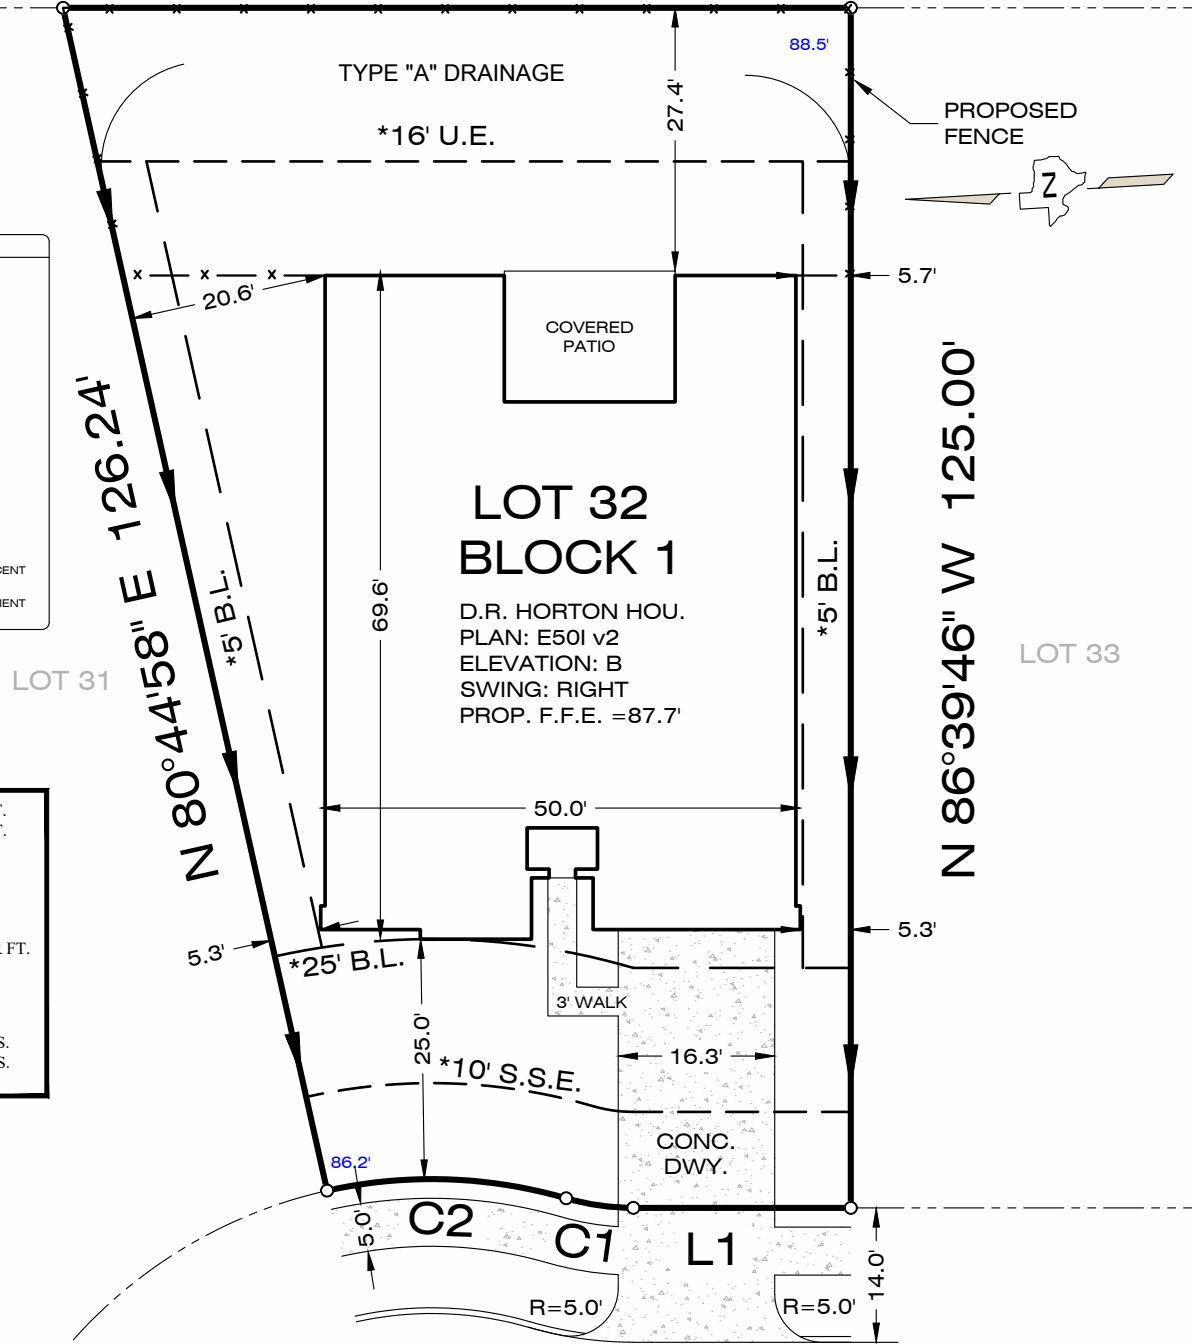 88.5'
TYPE "A" DRAINAGE
*16' U.E.
27.4'
PROPOSED
FENCE
N
20.6'
5.7'
COVERED
PATIO
N 80°44'58" E 126.24'
*5' B.L.
69.6'
LOT 32
BLOCK 1
D.R. HORTON HOU.
PLAN: E50I v2
ELEVATION: B
SWING: RIGHT
PROP. F.F.E. =87.7'
*5' B.L.
N 86°39'46" W 125.00'
LOT 31
LOT 33
50.0'
5.3'
5.3'
*25' B.L.
3' WALK
25.0'
16.3'
*10' S.S.E.
CONC.
DWY.
86.2'
5.0'
C2
C1
L1
14.0'
R=5.0'
R=5.0'
T.
T.
FT.
S.
S.